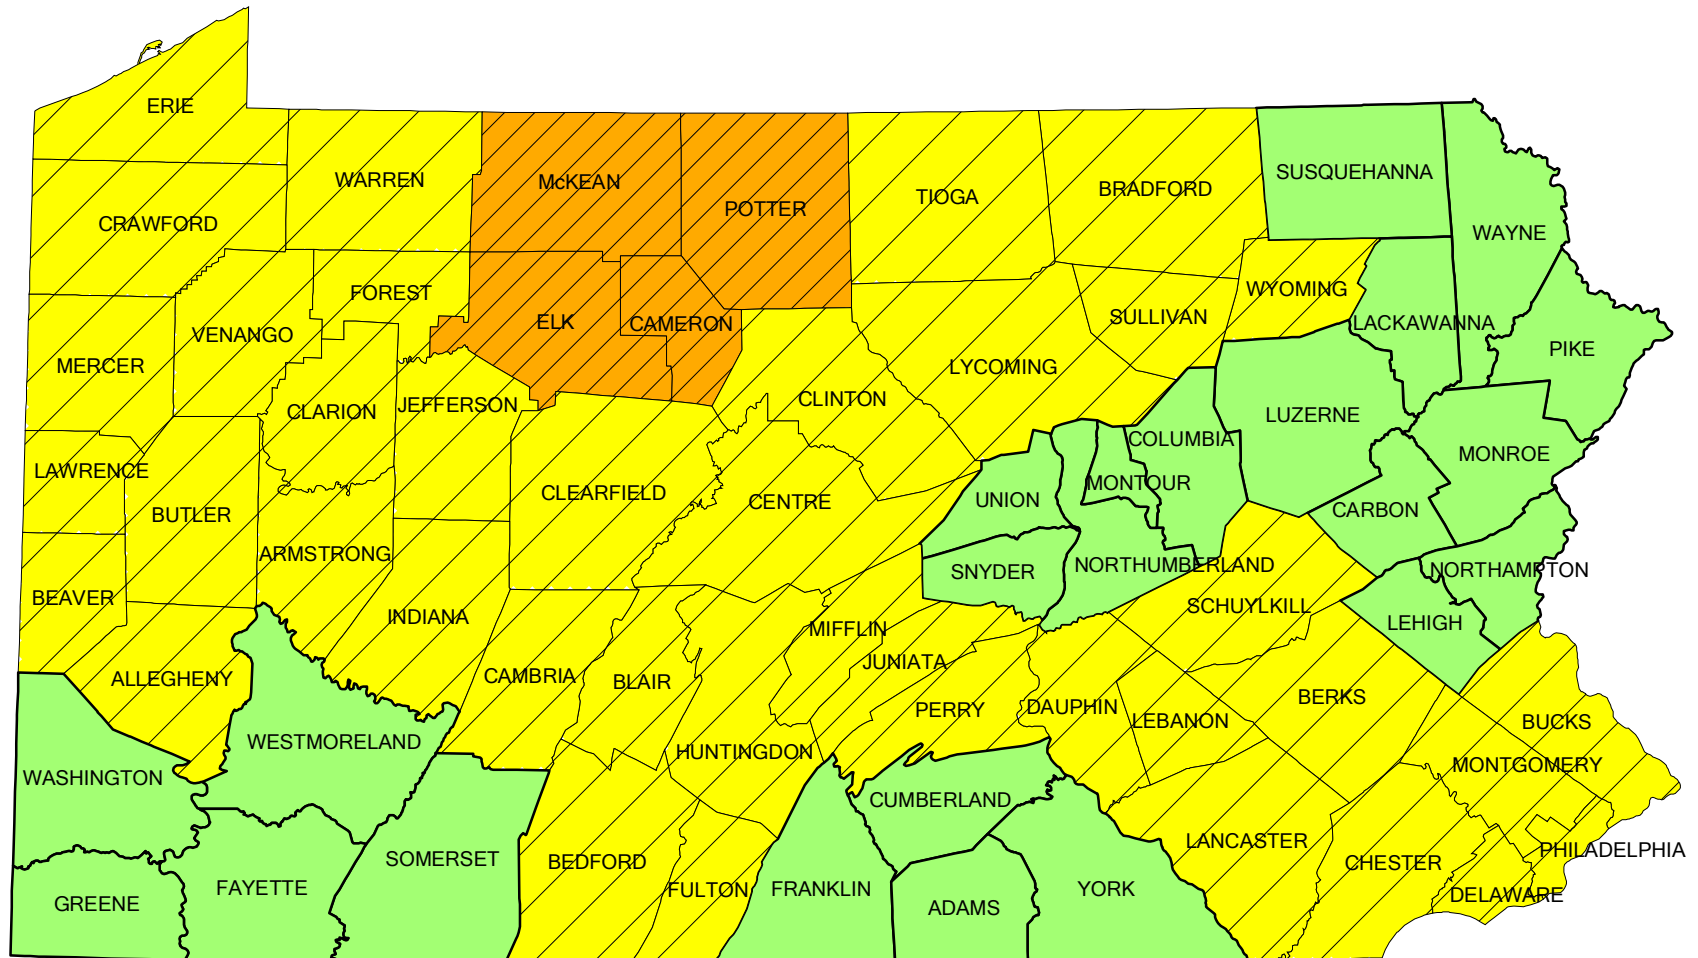 ERIE
WARREN
McKEAN
POTTER
TIOGA
BRADFORD
SUSQUEHANNA
WAYNE
CRAWFORD
FOREST
VENANGO
ELK
CAMERON
SULLIVAN
WYOMING
LACKAWANNA
PIKE
MERCER
CLARION
JEFFERSON
CLINTON
LYCOMING
LUZERNE
COLUMBIA
MONROE
LAWRENCE
BUTLER
CLEARFIELD
CENTRE
UNION
MONTOUR
CARBON
ARMSTRONG
BEAVER
INDIANA
SNYDER
NORTHUMBERLAND
NORTHAMPTON
SCHUYLKILL
LEHIGH
ALLEGHENY
CAMBRIA
BLAIR
MIFFLIN
JUNIATA
PERRY
DAUPHIN
LEBANON
BERKS
BUCKS
WESTMORELAND
HUNTINGDON
WASHINGTON
CUMBERLAND
MONTGOMERY
SOMERSET
BEDFORD
LANCASTER
CHESTER
PHILADELPHIA
GREENE
FAYETTE
FULTON
FRANKLIN
ADAMS
YORK
DELAWARE